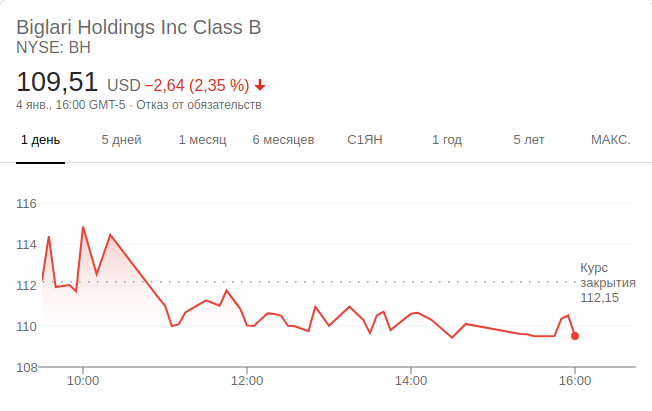 Biglari Holdings Inc Class B
NYSE: BH
109,51 USD −2,64 (2,35 %)
4 янв., 16:00 GMT-5 · Отказ от обязательств
1 день 5 дней 1 месяц 6 месяцев С1ЯН 1 год 5 лет МАКС.
116
114
112
110
108
Курс
закрытия
112,15
10:00 12:00 14:00 16:00